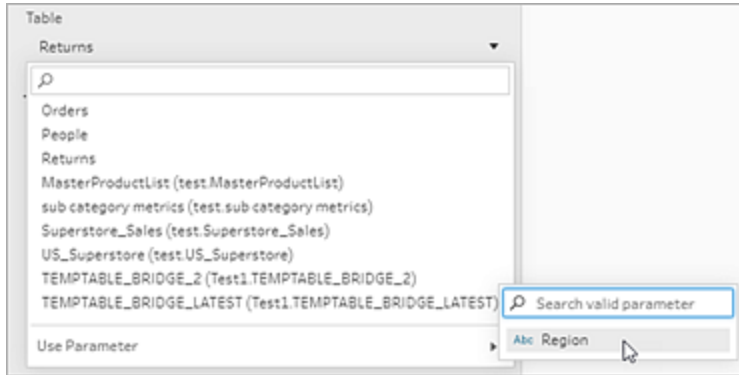 Table
Returns
Orders
People
Returns
MasterProductList (test.MasterProductList)
sub category metrics (test.sub category metrics)
Superstore_Sales (test.Superstore_Sales)
US_Superstore (test.US_Superstore)
TEMPTABLE_BRIDGE_2 (Test1.TEMPTABLE_BRIDGE_2)
TEMPTABLE_BRIDGE_LATEST (Test1.TEMPTABLE_BRIDGE_LATEST)
Search valid parameter
Use Parameter
Abc Region